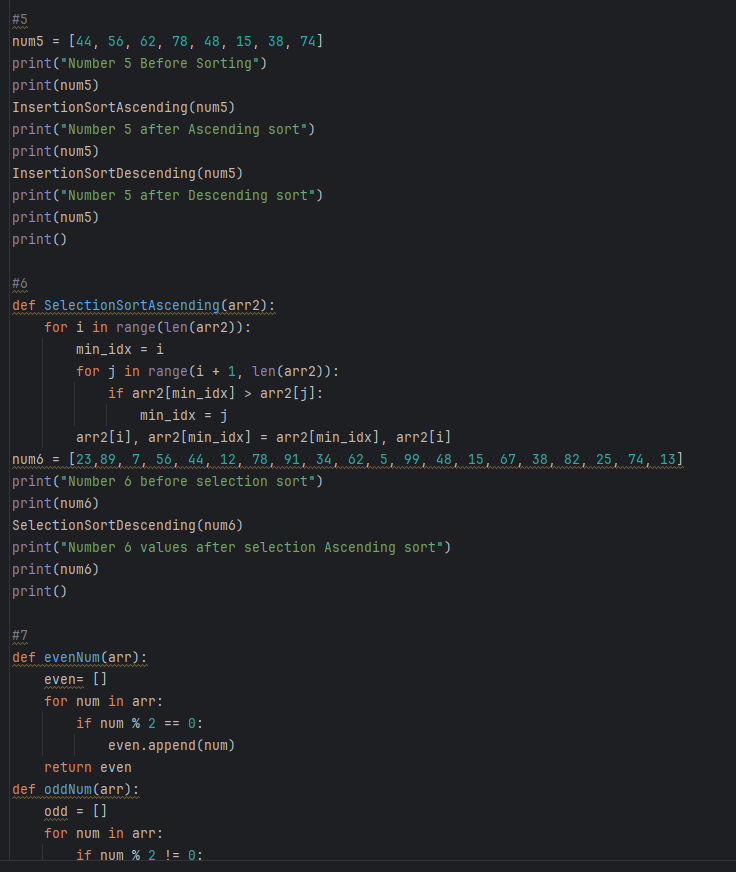 #5
num5 = [44, 56, 62, 78, 48, 15, 38, 74]
print("Number 5 Before Sorting")
print(num5)
InsertionSortAscending(num5)
print("Number 5 after Ascending sort")
print(num5)
InsertionSortDescending(num5)
print("Number 5 after Descending sort")
print(num5)
print()

#6
def SelectionSortAscending(arr2):
    for i in range(len(arr2)):
        min_idx = i
        for j in range(i + 1, len(arr2)):
            if arr2[min_idx] > arr2[j]:
                min_idx = j
        arr2[i], arr2[min_idx] = arr2[min_idx], arr2[i]
num6 = [23,89, 7, 56, 44, 12, 78, 91, 34, 62, 5, 99, 48, 15, 67, 38, 82, 25, 74, 13]
print("Number 6 before selection sort")
print(num6)
SelectionSortDescending(num6)
print("Number 6 values after selection Ascending sort")
print(num6)
print()

#7
def evenNum(arr):
    even= []
    for num in arr:
        if num % 2 == 0:
            even.append(num)
    return even
def oddNum(arr):
    odd = []
    for num in arr:
        if num % 2 != 0: